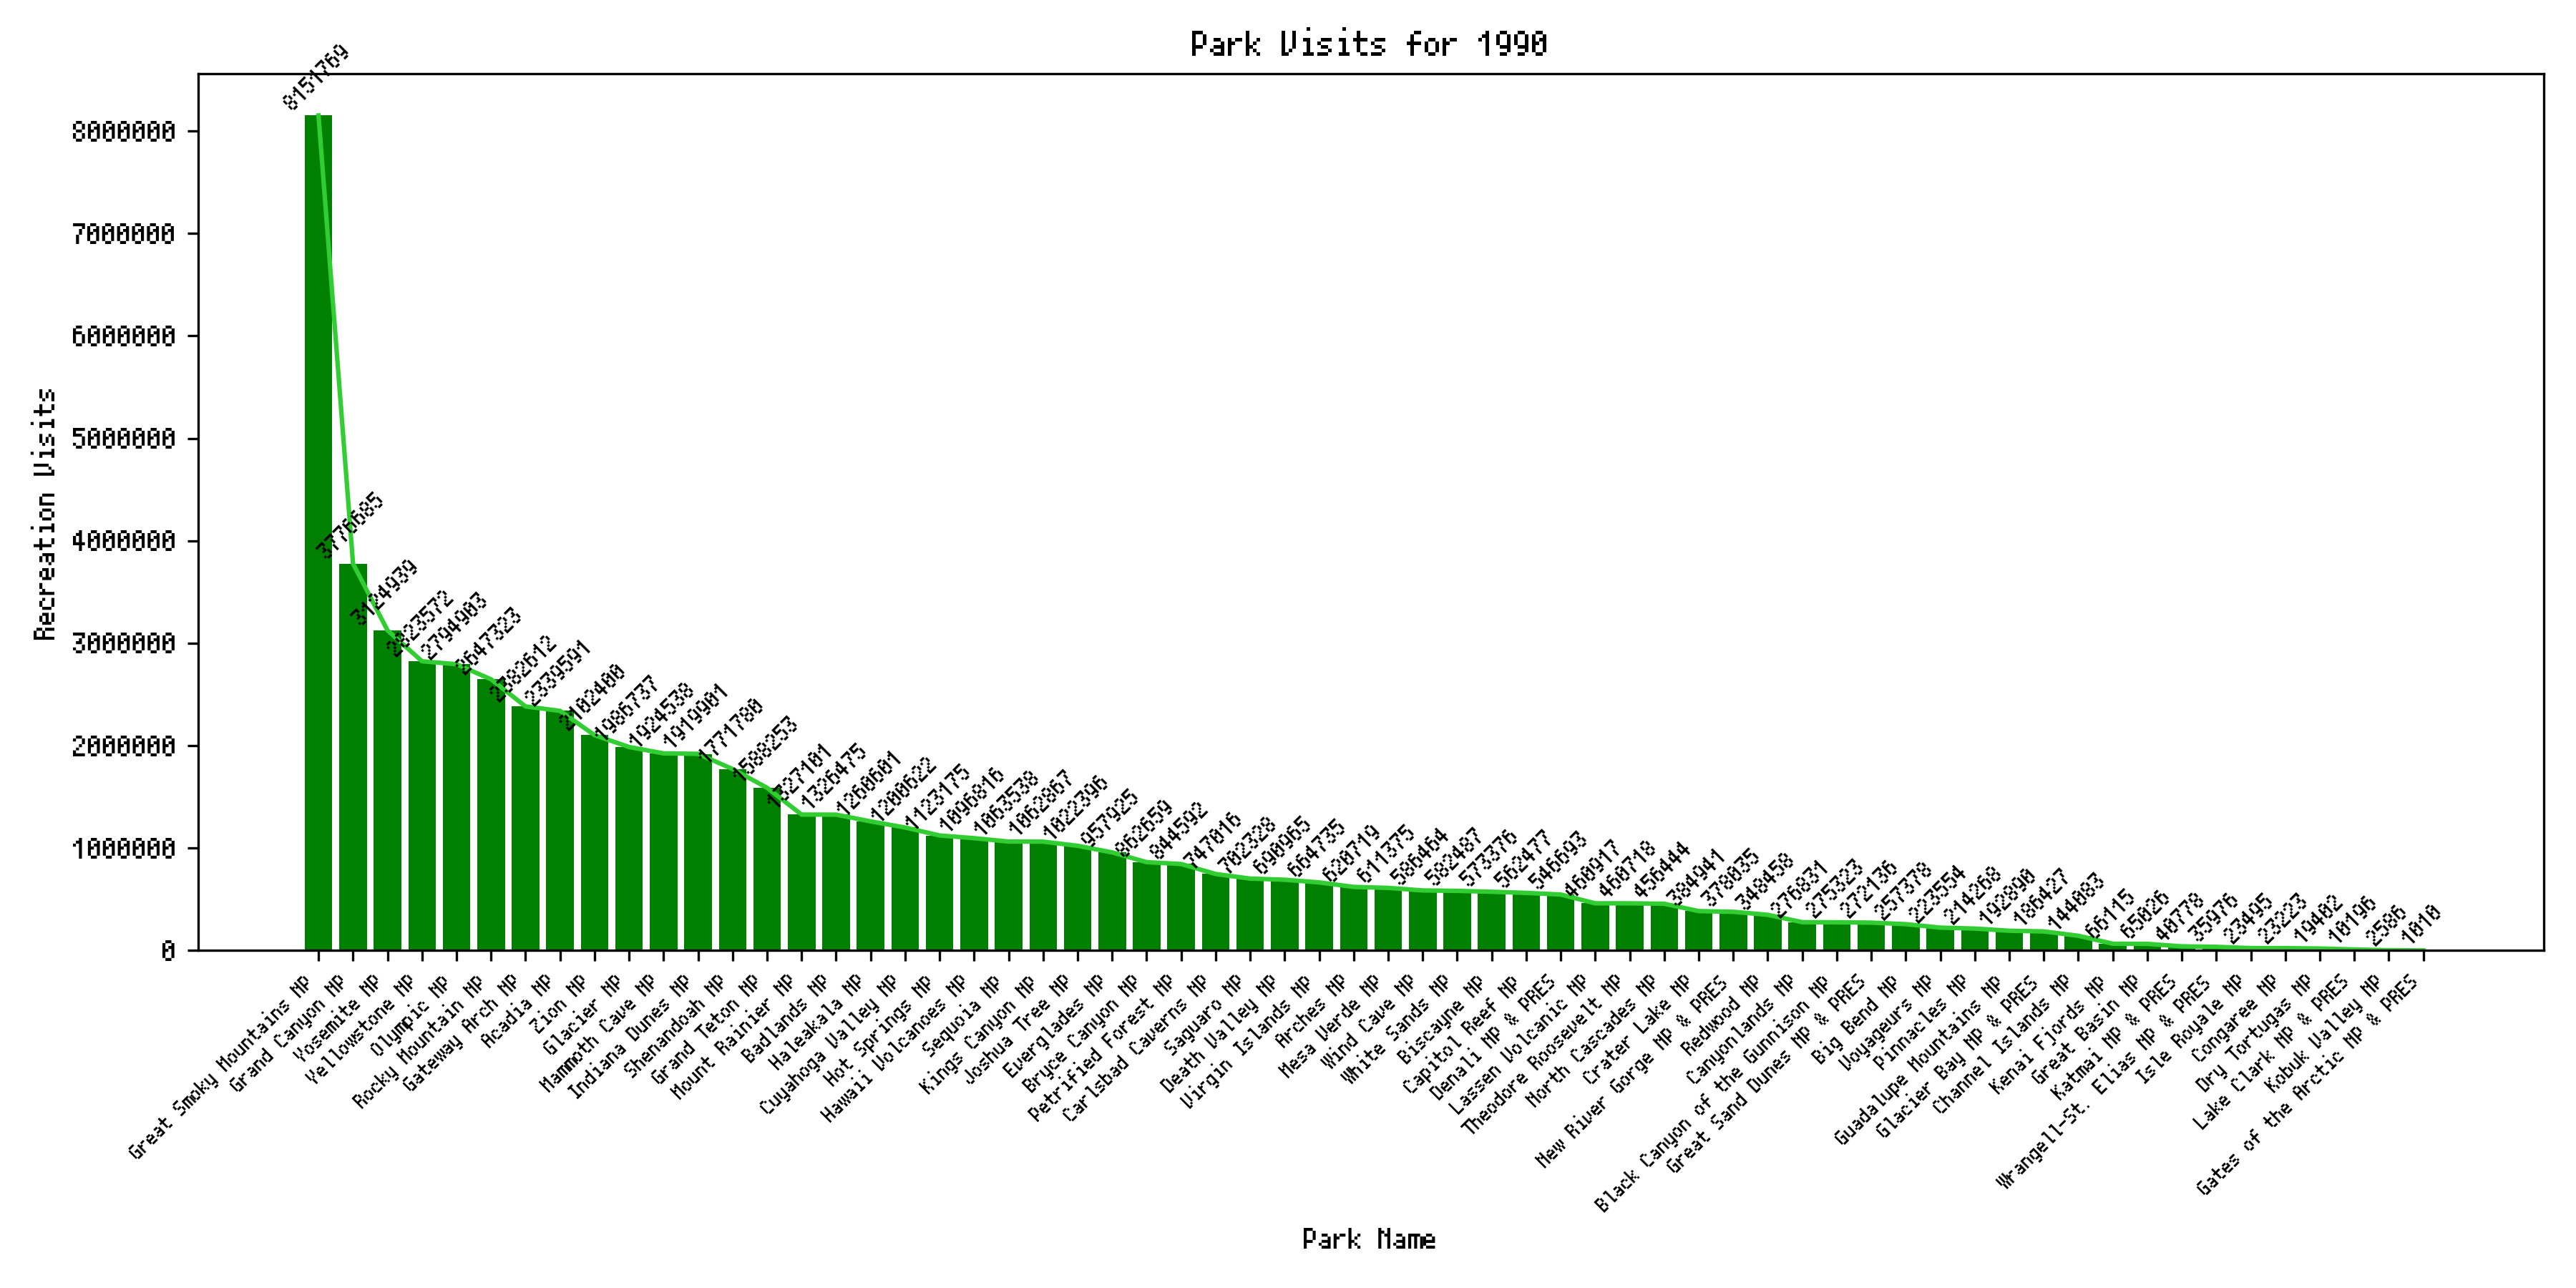 Park Visits for 1990
Recreation Visits
8000000
7000000
6000000
5000000
4000000
3000000
2000000
1000000
0
8151769
3776685
3124939
2823572
2794903
2647323
2382612
2339591
2102400
1986737
1924538
1919901
1771780
1588253
1327101
1326475
1260601
1200622
1123175
1096816
1063538
1062867
1022396
957925
862659
844592
747016
702328
690965
664735
620719
611375
586464
582487
573376
562477
546693
460917
460718
456444
384941
378035
348458
276831
275323
272136
257378
223554
214268
192890
186427
144083
66115
65026
40778
35976
23495
23223
19402
10196
2586
1010
Great Smoky Mountains NP
Grand Canyon NP
Yosemite NP
Yellowstone NP
Olympic NP
Rocky Mountain NP
Gateway Arch NP
Acadia NP
Zion NP
Glacier NP
Mammoth Cave NP
Indiana Dunes NP
Shenandoah NP
Grand Teton NP
Mount Rainier NP
Badlands NP
Haleakala NP
Cuyahoga Valley NP
Hot Springs NP
Hawaii Volcanoes NP
Sequoia NP
Kings Canyon NP
Joshua Tree NP
Everglades NP
Bryce Canyon NP
Petrified Forest NP
Carlsbad Caverns NP
Saguaro NP
Death Valley NP
Virgin Islands NP
Arches NP
Mesa Verde NP
Wind Cave NP
White Sands NP
Biscayne NP
Capitol Reef NP
Denali NP & PRES
Lassen Volcanic NP
Theodore Roosevelt NP
North Cascades NP
Crater Lake NP
New River Gorge NP & PRES
Redwood NP
Canyonlands NP
Black Canyon of the Gunnison NP
Great Sand Dunes NP & PRES
Big Bend NP
Voyageurs NP
Pinnacles NP
Guadalupe Mountains NP
Glacier Bay NP & PRES
Channel Islands NP
Kenai Fjords NP
Great Basin NP
Katmai NP & PRES
Wrangell-St. Elias NP & PRES
Isle Royale NP
Congaree NP
Dry Tortugas NP
Lake Clark NP & PRES
Kobuk Valley NP
Gates of the Arctic NP & PRES
Park Name